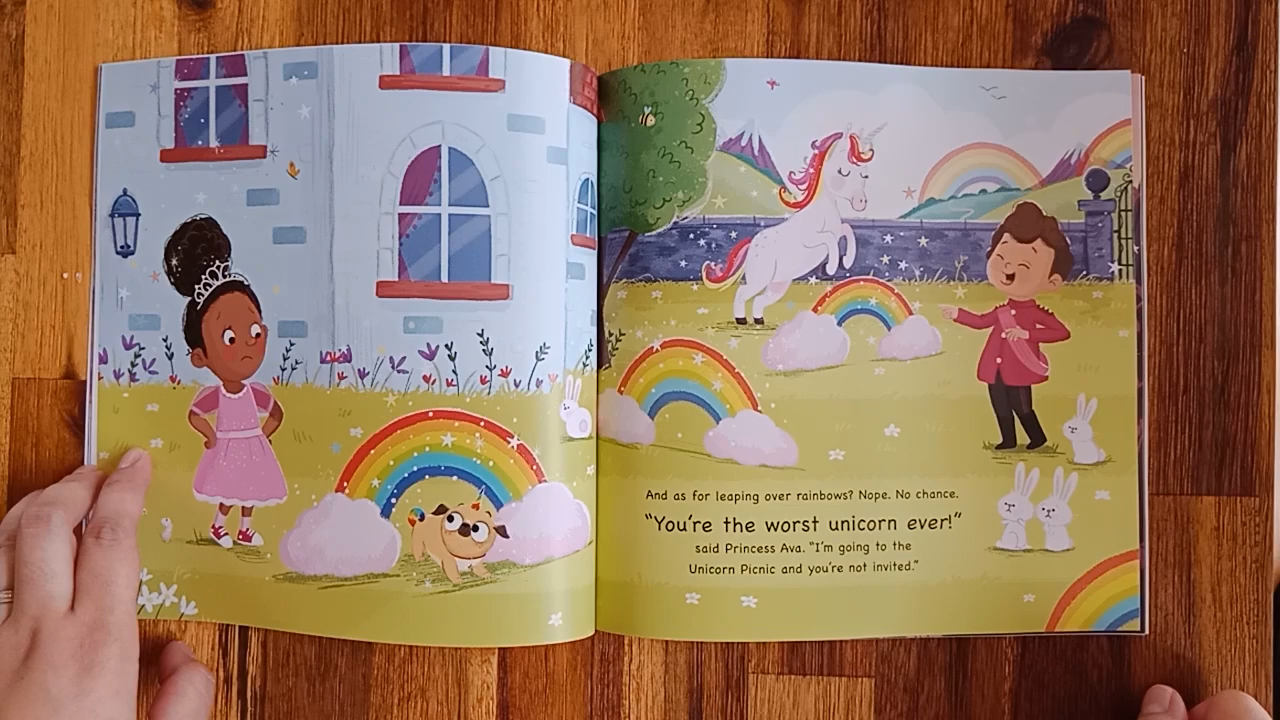 And as for leaping over rainbows? Nope. No chance.
"You're the worst unicorn ever!"
said Princess Ava. "I'm going to the
Unicorn Picnic and you're not invited."